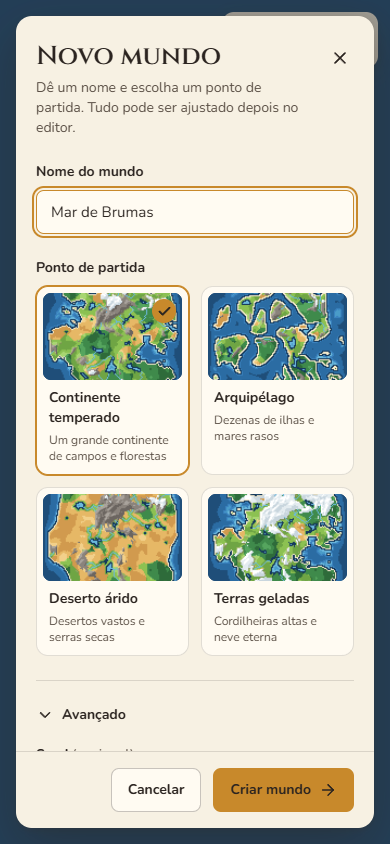 Novo mundo
Dê um nome e escolha um ponto de
partida. Tudo pode ser ajustado depois no
editor.
Nome do mundo
Mar de Brumas
Ponto de partida
Continente
temperado
Um grande continente
de campos e florestas
Arquipélago
Dezenas de ilhas e
mares rasos
Deserto árido
Desertos vastos e
serras secas
Terras geladas
Cordilheiras altas e
neve eterna
Avançado
Cancelar
Criar mundo